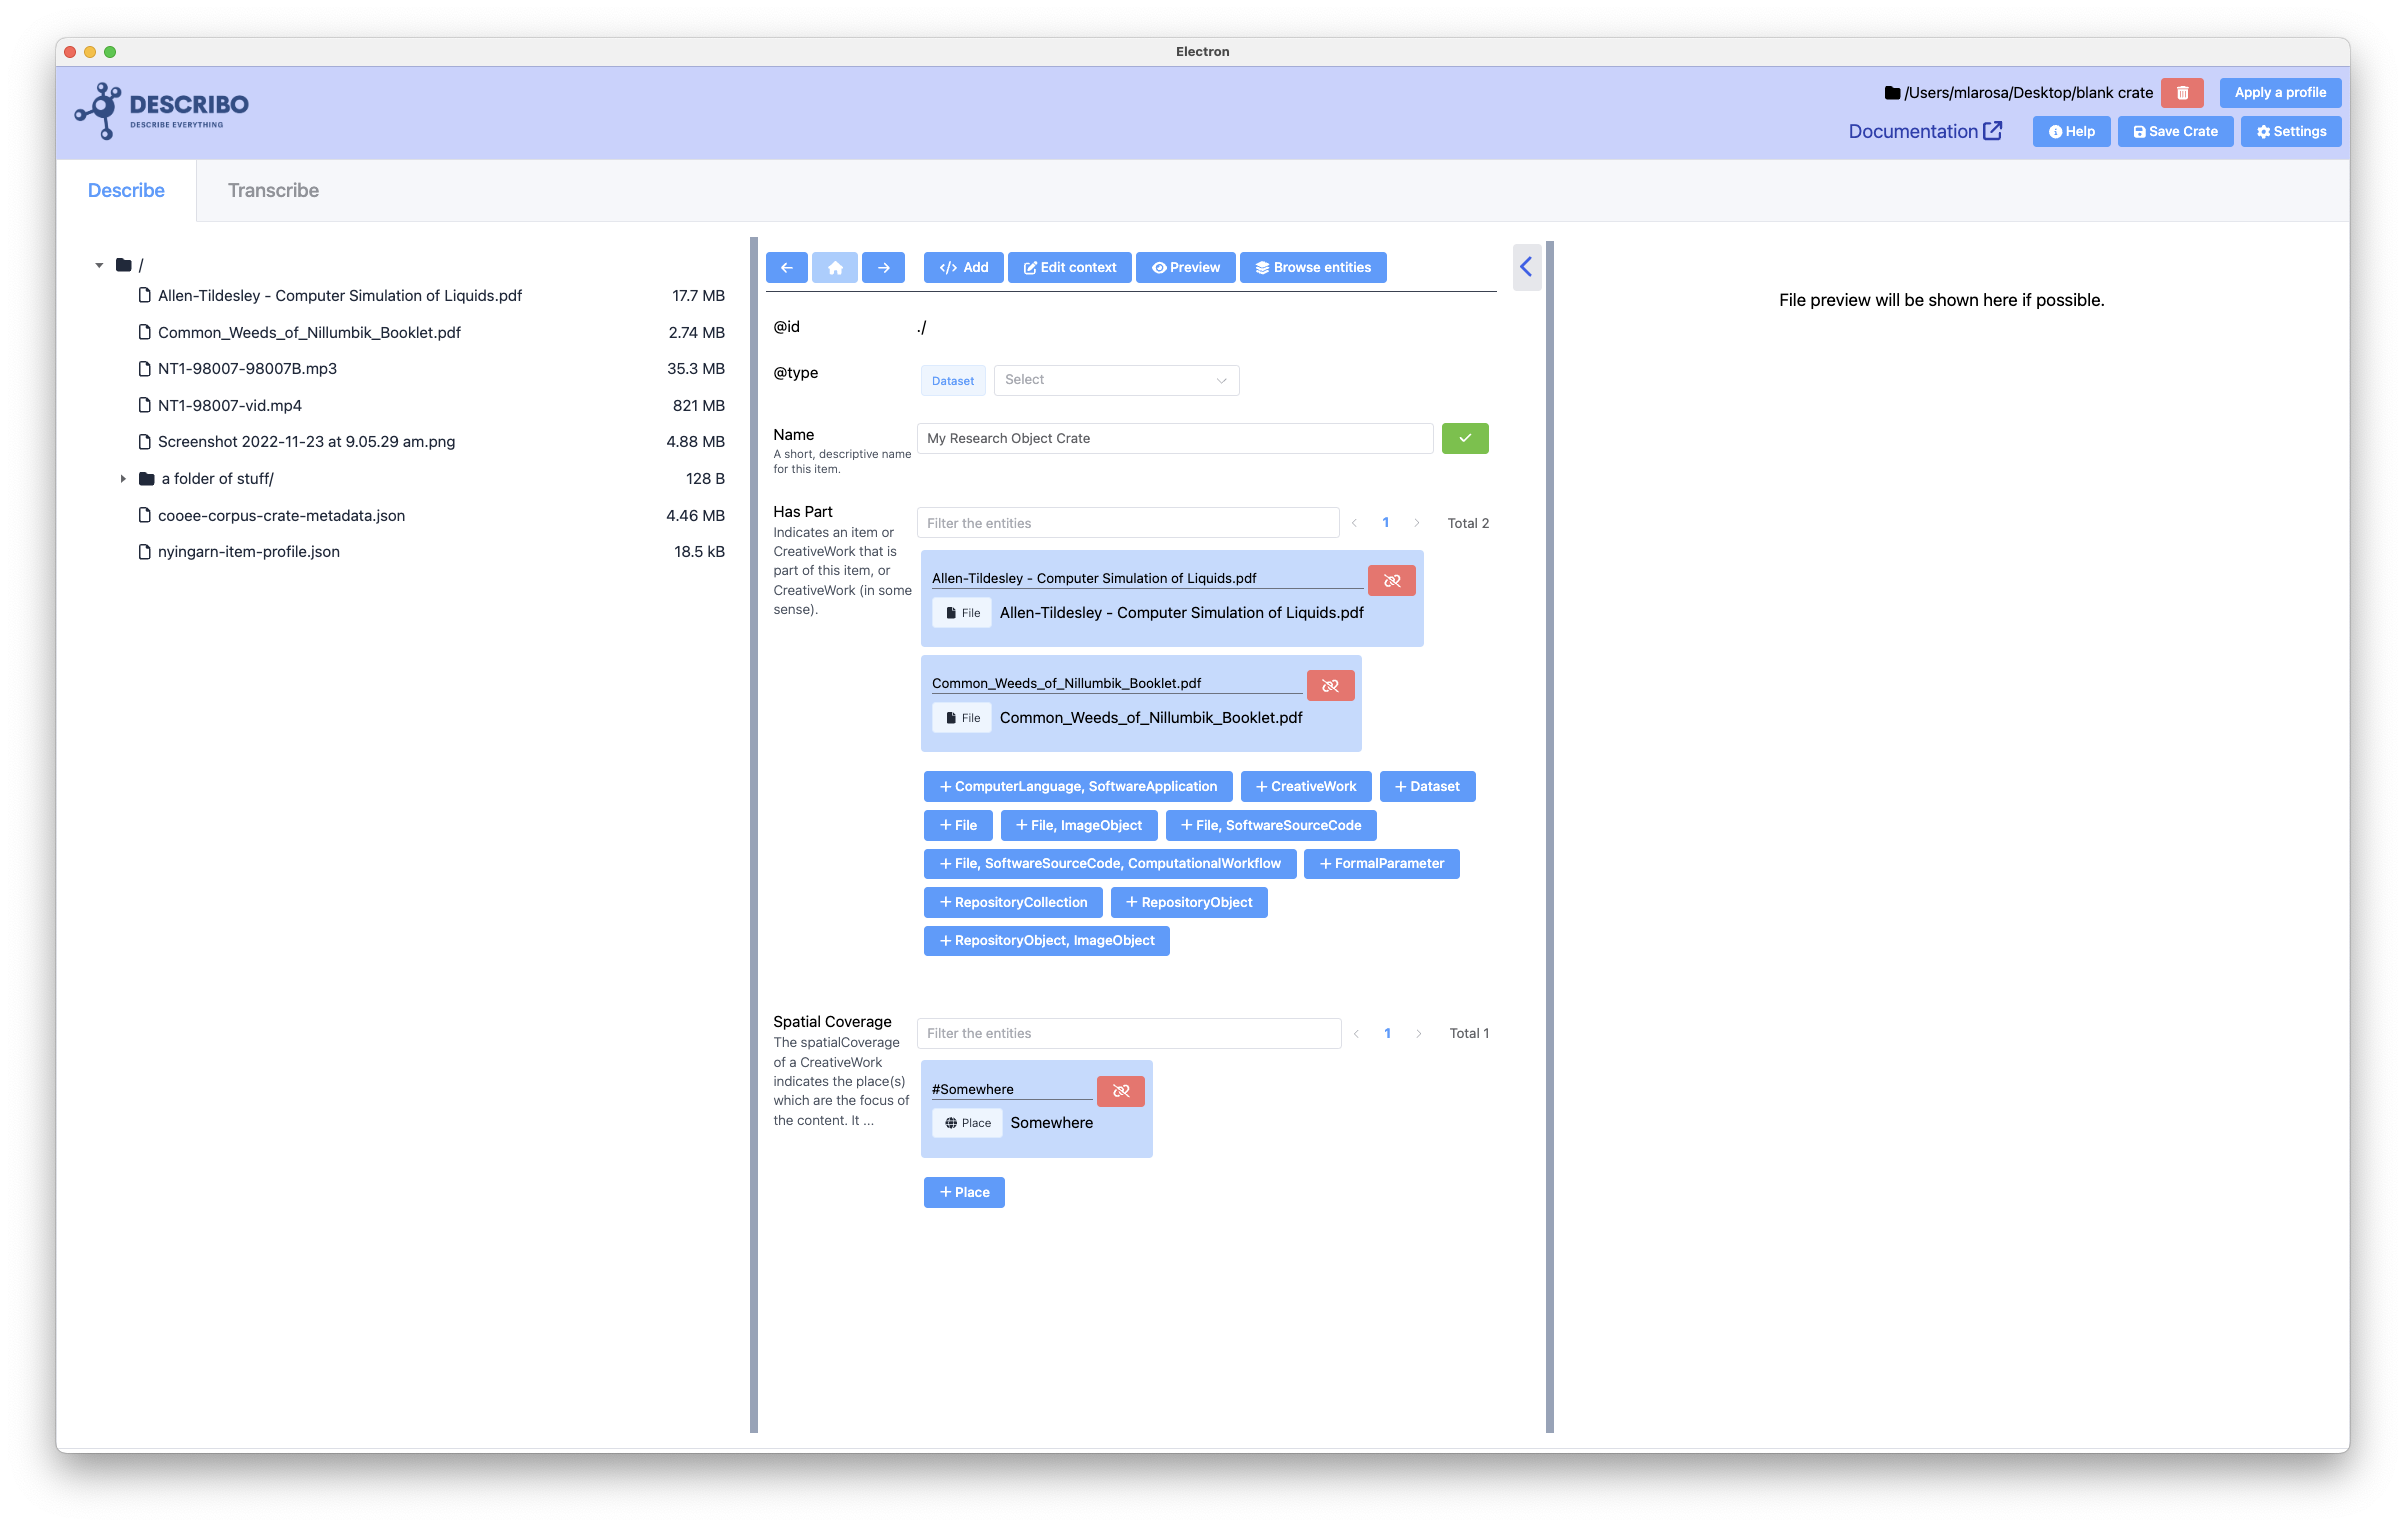 Electron
DESCRIBO
DESCRIBE EVERYTHING
/Users/mlarosa/Desktop/blank crate
Apply a profile
Documentation
Help
Save Crate
Settings
Describe
Transcribe
/
Allen-Tildesley - Computer Simulation of Liquids.pdf 17.7 MB
Common_Weeds_of_Nillumbik_Booklet.pdf 2.74 MB
NT1-98007-98007B.mp3 35.3 MB
NT1-98007-vid.mp4 821 MB
Screenshot 2022-11-23 at 9.05.29 am.png 4.88 MB
a folder of stuff/ 128 B
cooee-corpus-crate-metadata.json 4.46 MB
nyingarn-item-profile.json 18.5 kB
</> Add
Edit context
Preview
Browse entities
@id ./
@type Dataset Select
Name
A short, descriptive name
for this item.
My Research Object Crate
Has Part
Indicates an item or
CreativeWork that is
part of this item, or
CreativeWork (in some
sense).
Filter the entities
< 1 > Total 2
Allen-Tildesley - Computer Simulation of Liquids.pdf
File Allen-Tildesley - Computer Simulation of Liquids.pdf
Common_Weeds_of_Nillumbik_Booklet.pdf
File Common_Weeds_of_Nillumbik_Booklet.pdf
+ ComputerLanguage, SoftwareApplication + CreativeWork + Dataset
+ File + File, ImageObject + File, SoftwareSourceCode
+ File, SoftwareSourceCode, ComputationalWorkflow + FormalParameter
+ RepositoryCollection + RepositoryObject
+ RepositoryObject, ImageObject
Spatial Coverage
The spatialCoverage
of a CreativeWork
indicates the place(s)
which are the focus of
the content. It ...
Filter the entities
< 1 > Total 1
#Somewhere
Place Somewhere
+ Place
File preview will be shown here if possible.